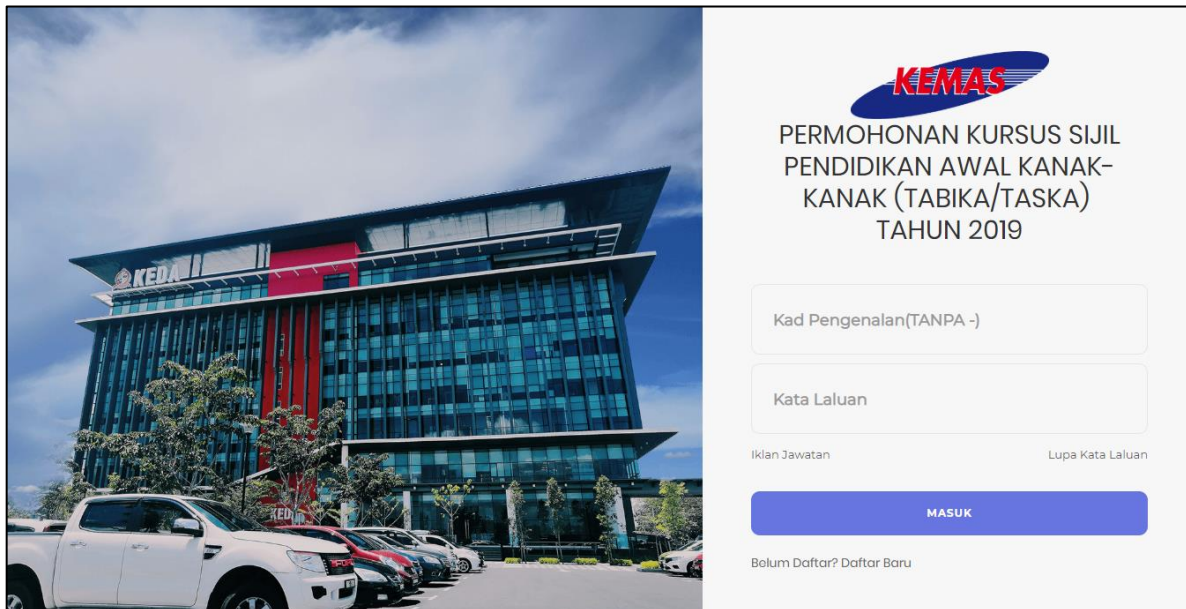 KEDA
KEDA
KEMAS
PERMOHONAN KURSUS SIJIL
PENDIDIKAN AWAL KANAK-
KANAK (TABIKA/TASKA)
TAHUN 2019
Kad Pengenalan(TANPA -)
Kata Laluan
Iklan Jawatan
Lupa Kata Laluan
MASUK
Belum Daftar? Daftar Baru